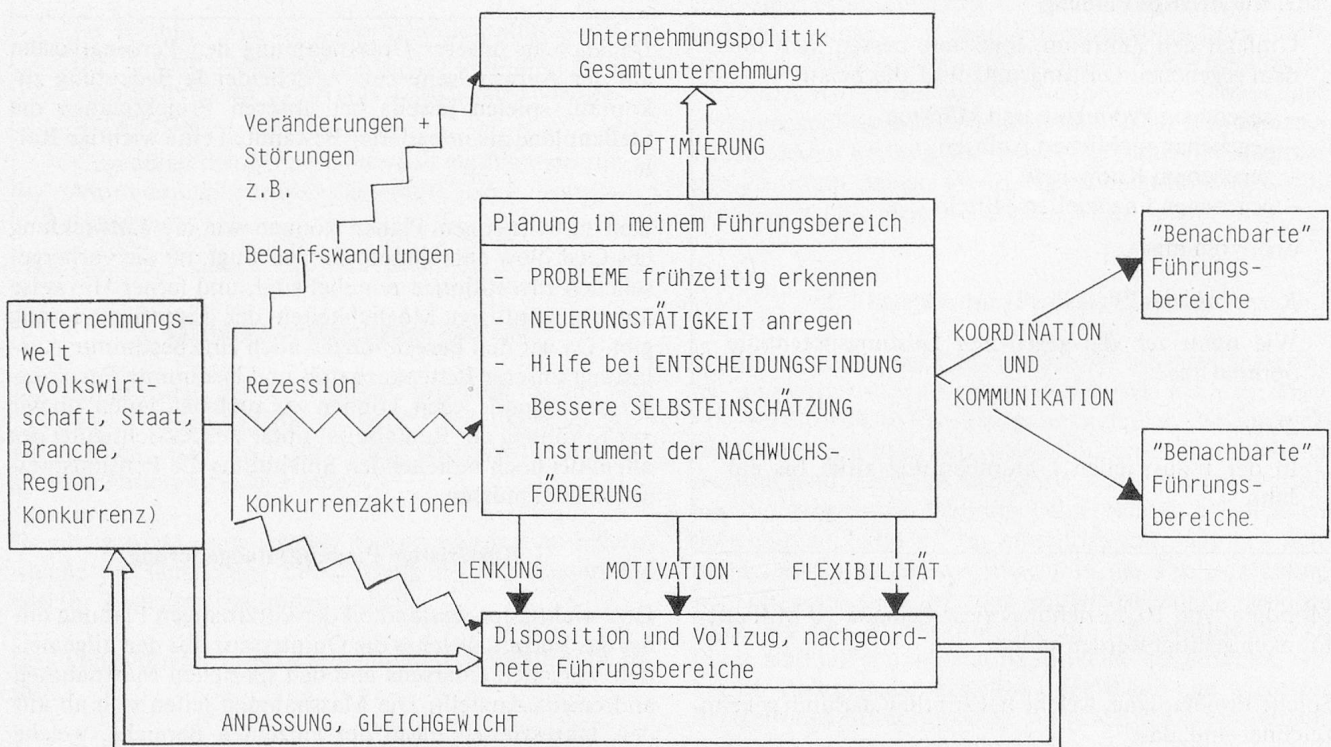 Unternehmungspolitik
Gesamtunternehmung
Veränderungen +
Störungen
z.B.
OPTIMIERUNG
Bedarfswandlungen
Planung in meinem Führungsbereich
- PROBLEME frühzeitig erkennen
- NEUERUNGSTÄTIGKEIT anregen
- Hilfe bei ENTSCHEIDUNGSFINDUNG
- Bessere SELBSTEINSCHÄTZUNG
- Instrument der NACHWUCHS-
FÖRDERUNG
"Benachbarte"
Führungs-
bereiche
KOORDINATION
UND
KOMMUNIKATION
"Benachbarte"
Führungs-
bereiche.
Unternehmungs-
welt
(Volkswirt-
schaft, Staat,
Branche,
Region,
Konkurrenz)
Rezession
Konkurrenzaktionen
LENKUNG
MOTIVATION
FLEXIBILITÄT
Disposition und Vollzug, nachgeord-
nete Führungsbereiche
ANPASSUNG, GLEICHGEWICHT